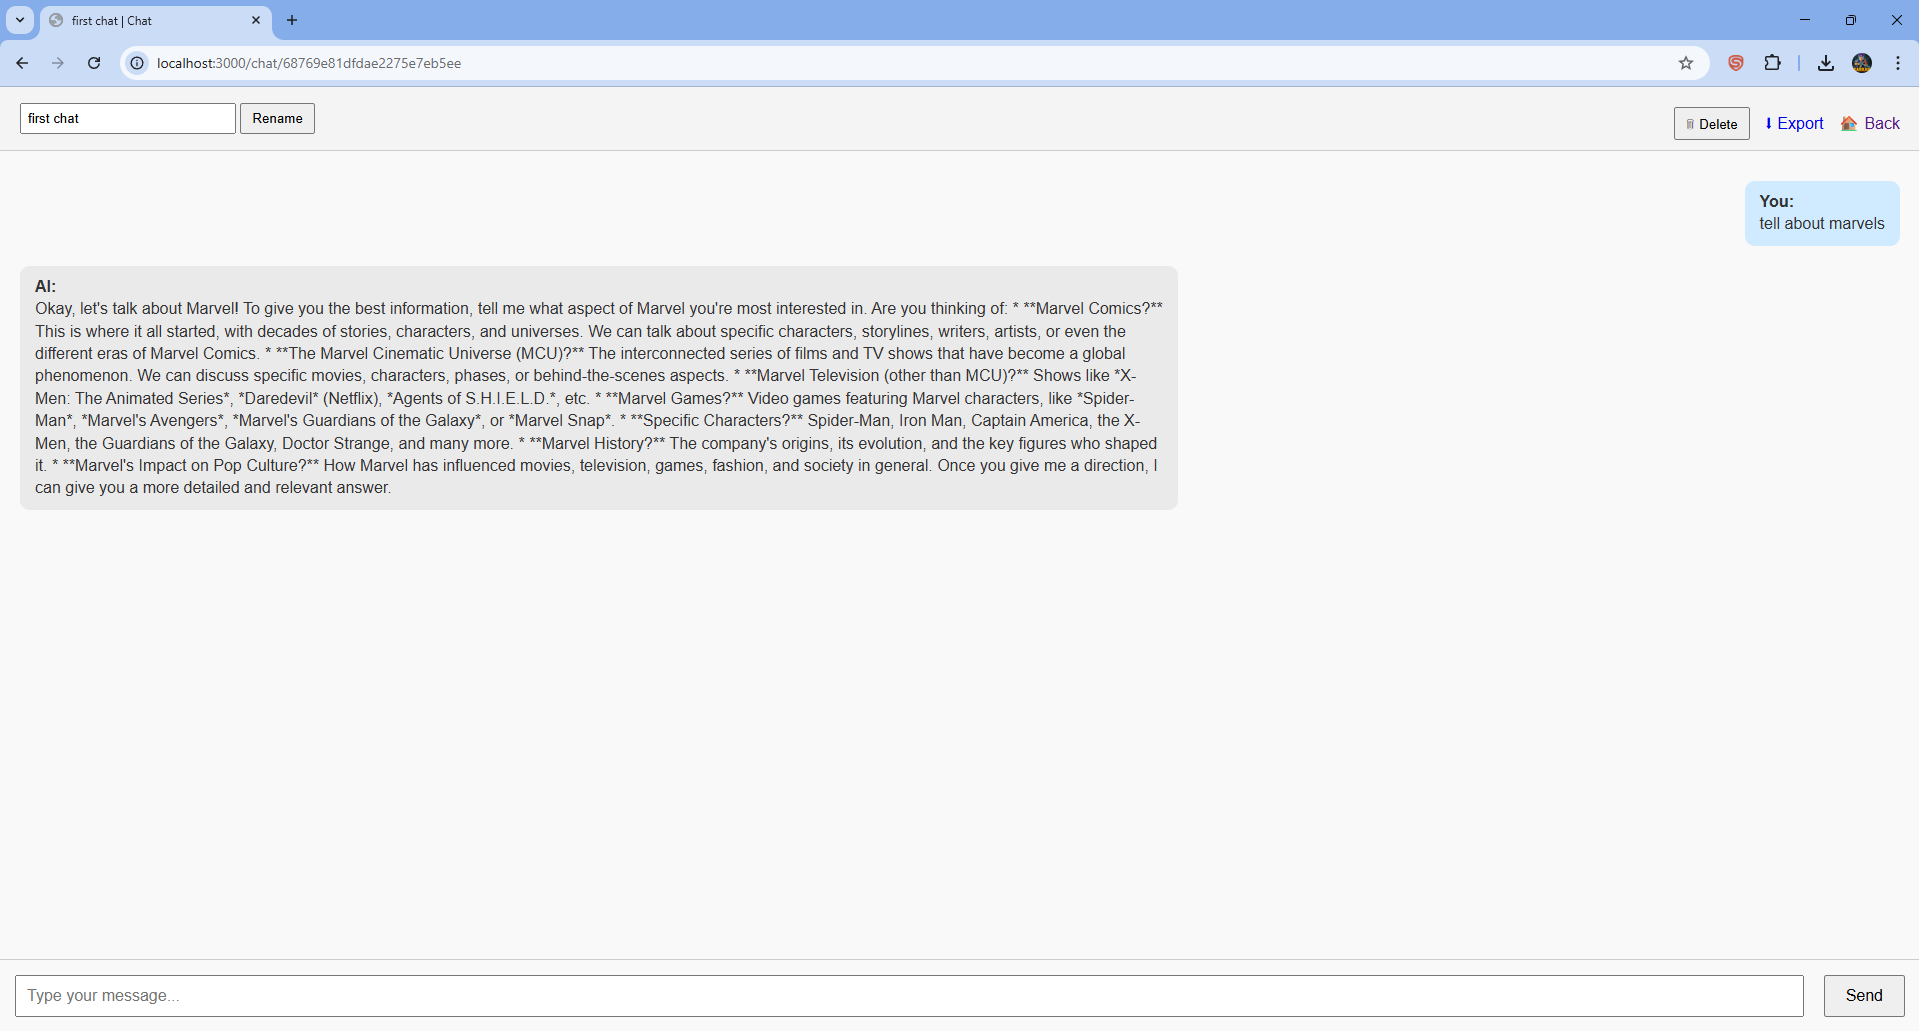 first chat | Chat
localhost:3000/chat/68769e81dfdae2275e7eb5ee
first chat
Rename
Delete
Export
Back
You:
tell about marvels
AI:
Okay, let's talk about Marvel! To give you the best information, tell me what aspect of Marvel you're most interested in. Are you thinking of: * **Marvel Comics?**
This is where it all started, with decades of stories, characters, and universes. We can talk about specific characters, storylines, writers, artists, or even the
different eras of Marvel Comics. * **The Marvel Cinematic Universe (MCU)?** The interconnected series of films and TV shows that have become a global
phenomenon. We can discuss specific movies, characters, phases, or behind-the-scenes aspects. * **Marvel Television (other than MCU)?** Shows like *X-
Men: The Animated Series*, *Daredevil* (Netflix), *Agents of S.H.I.E.L.D.*, etc. * **Marvel Games?** Video games featuring Marvel characters, like *Spider-
Man*, *Marvel's Avengers*, *Marvel's Guardians of the Galaxy*, or *Marvel Snap*. * **Specific Characters?** Spider-Man, Iron Man, Captain America, the X-
Men, the Guardians of the Galaxy, Doctor Strange, and many more. * **Marvel History?** The company's origins, its evolution, and the key figures who shaped
it. * **Marvel's Impact on Pop Culture?** How Marvel has influenced movies, television, games, fashion, and society in general. Once you give me a direction, I
can give you a more detailed and relevant answer.
Type your message...
Send